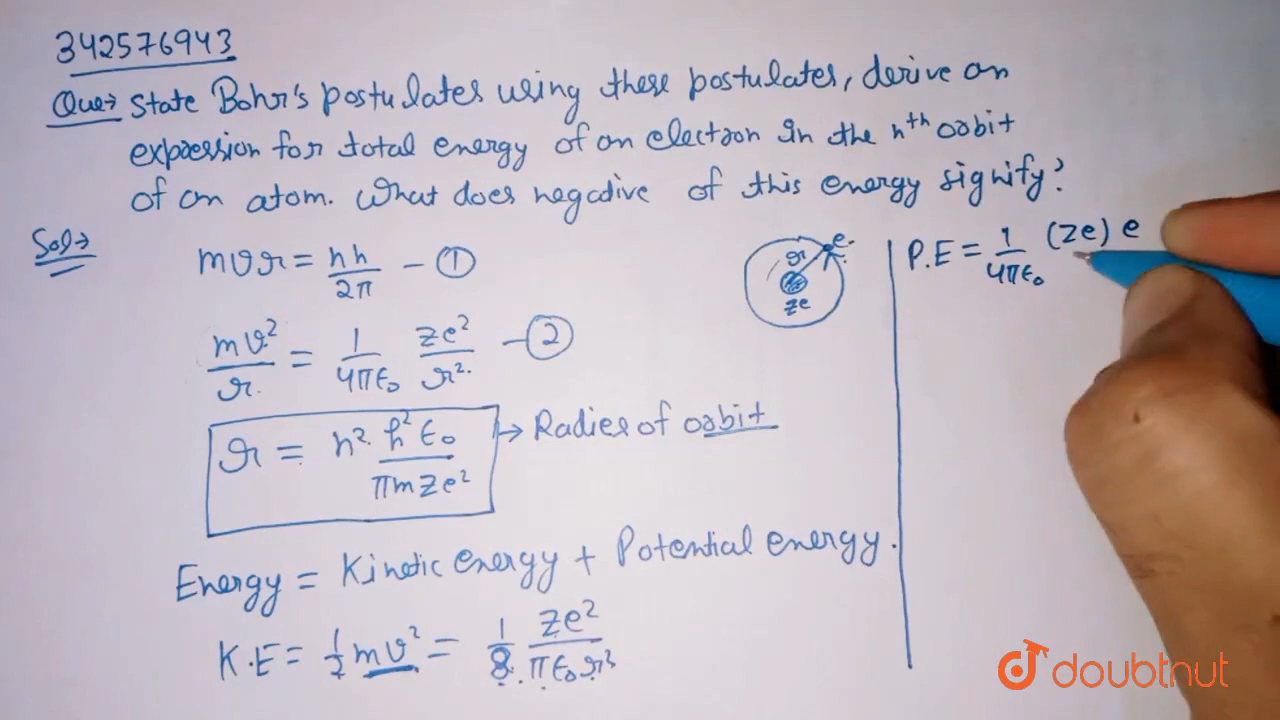 342576943
Que→ State Bohr's postulates using these postulates, derive an
expression for total energy of an electron in the nth orbit
of an atom. What does negative of this energy signify?
Sol→
mvr = nh/2π - ①
mv²/r = 1/4πε₀ ze²/r² - ②
r = n² h² ε₀/πmze² → Radies of orbit
Energy = Kinetic energy + Potential energy.
K.E = 1/2 mv² = 1/8 ze²/πε₀r
r e-
ze
P.E = 1/4πε₀ (ze) e
doubtnut